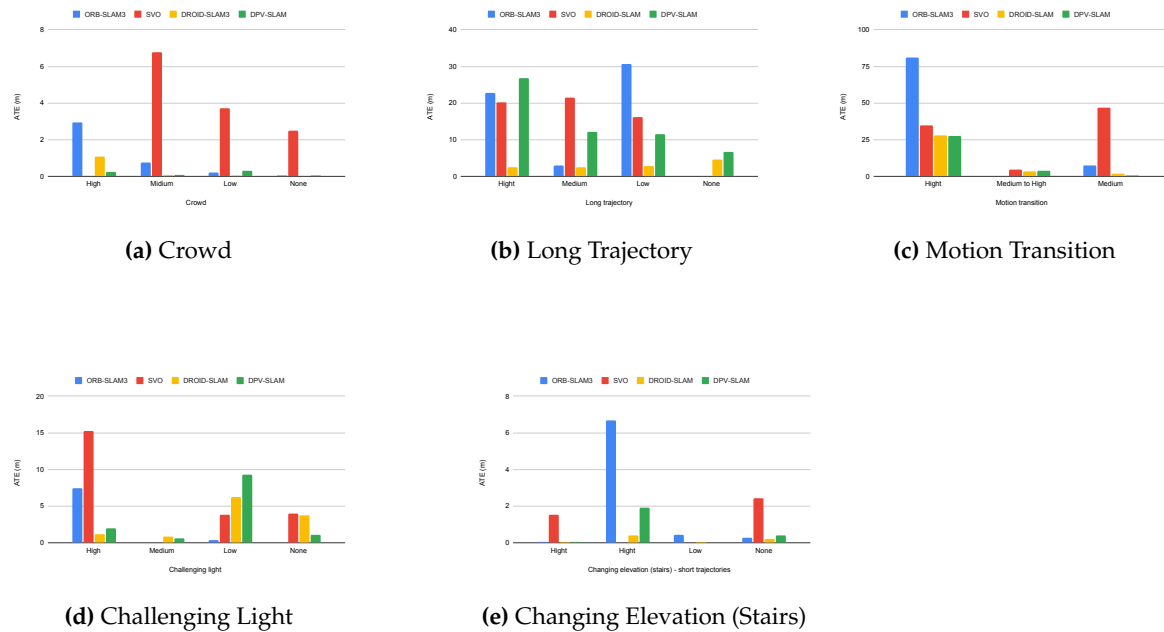 ORB-SLAM3 SVO DROID-SLAM DPV-SLAM
8
6
4
2
0
ATE (m)
High Midium Low None
Crowd
(a) Crowd
ORB-SLAM3 SVO DROID-SLAM DPV-SLAM
40
30
20
10
0
ATE (m)
Hight Medium Low None
Long trajectory
(b) Long Trajectory
ORB-SLAM3 SVO DROID-SLAM DPV-SLAM
100
75
50
25
0
ATE (m)
Hight Medium to High Medium
Motion transition
(c) Motion Transition
ORB-SLAM3 SVO DROID-SLAM DPV-SLAM
20
15
10
5
0
ATE (m)
High Medium Low None
Challenging light
(d) Challenging Light
ORB-SLAM3 SVO DROID-SLAM DPV-SLAM
8
6
4
2
0
ATE (m)
Hight Hight Low None
Changing elevation (stairs) - short trajectories
(e) Changing Elevation (Stairs)